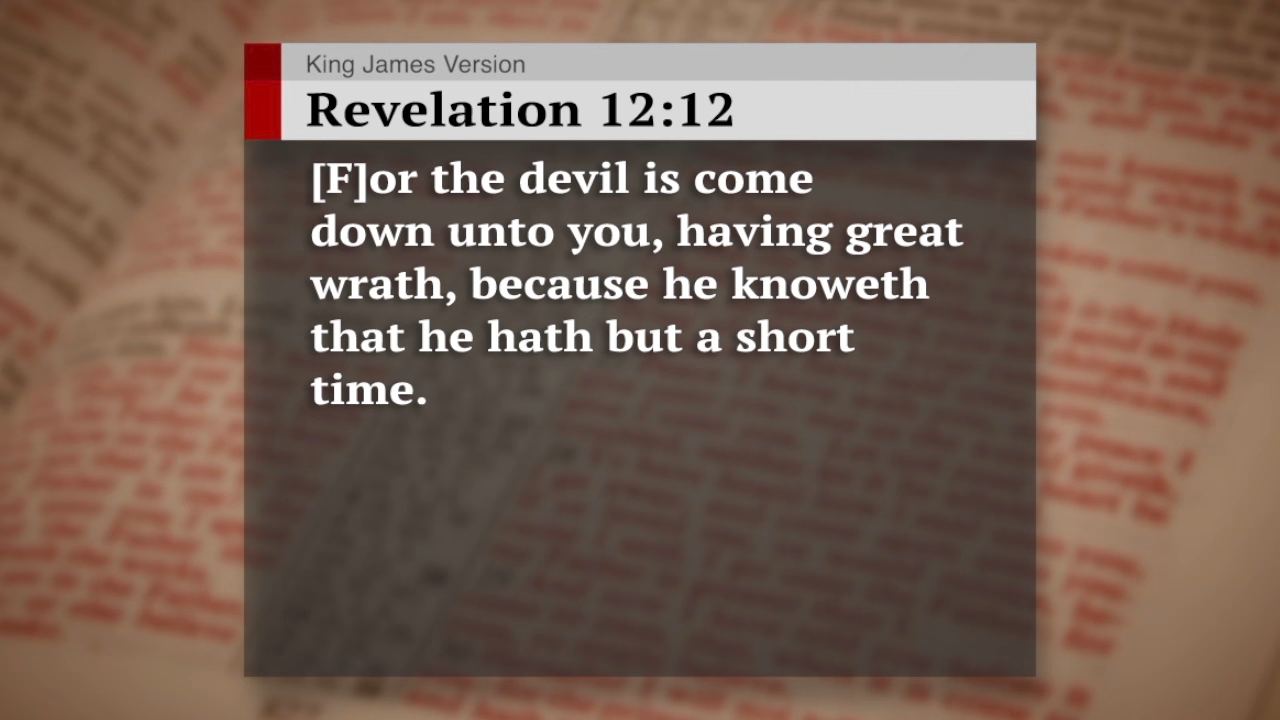 King James Version
Revelation 12:12
[F]or the devil is come
down unto you, having great
wrath, because he knoweth
that he hath but a short
time.